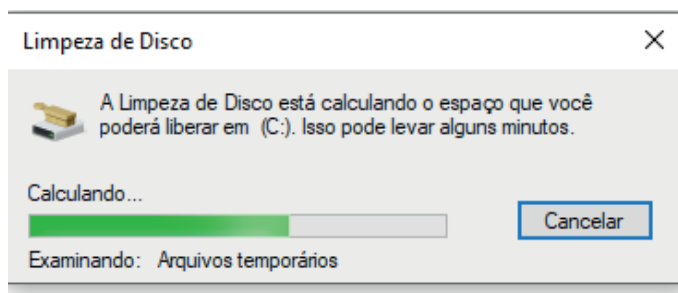 Limpeza de Disco
A Limpeza de Disco está calculando o espaço que você
poderá liberar em  (C:). Isso pode levar alguns minutos.
Calculando...
Cancelar
Examinando:   Arquivos temporários